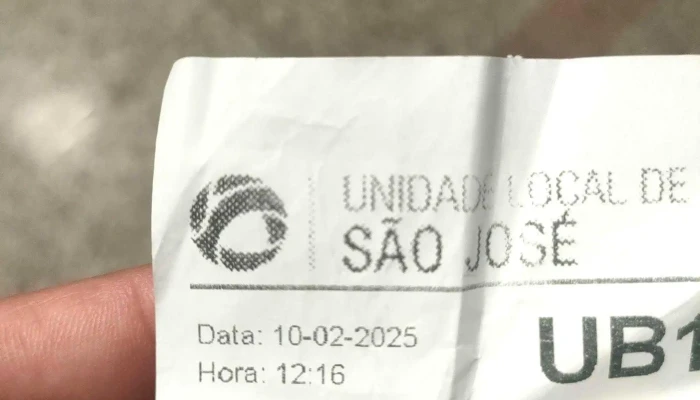 UNIDADE LOCAL DE
SÃO JOSÉ
Data: 10-02-2025
Hora: 12:16
UB1